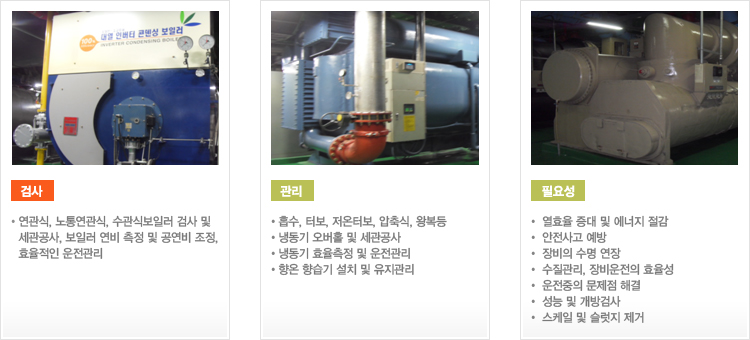 대열 인버터 콘덴싱 보일러
INVERTER CONDENSING BOILER
검사
• 연관식, 노통연관식, 수관식보일러 검사 및
세관공사, 보일러 연비 측정 및 공연비 조정,
효율적인 운전관리
관리
• 흡수, 터보, 저온터보, 압축식, 왕복동
• 냉동기 오버홀 및 세관공사
• 냉동기 효율측정 및 운전관리
• 향온 향습기 설치 및 유지관리
필요성
• 열효율 증대 및 에너지 절감
• 안전사고 예방
• 장비의 수명 연장
• 수질관리, 장비운전의 효율성
• 운전중의 문제점 해결
• 성능 및 개방검사
• 스케일 및 슬럿지 제거